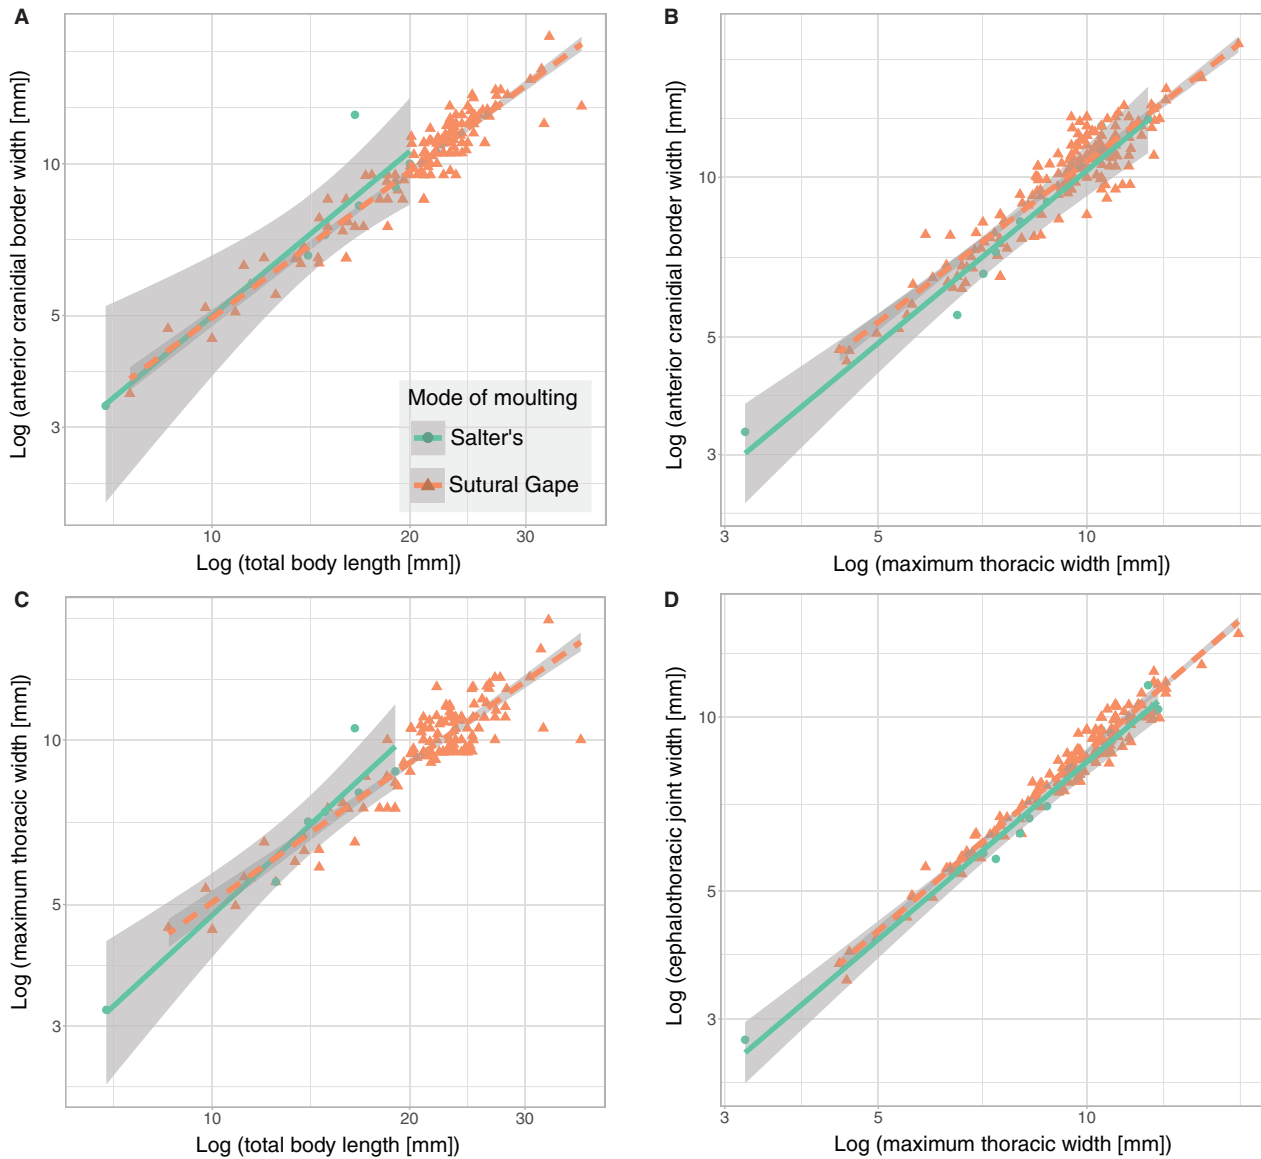 A
Log (anterior cranidial border width [mm])
10
5
3
Mode of moulting
Salter's
Sutural Gape
10
20
30
Log (total body length [mm])
B
Log (anterior cranidial border width [mm])
10
5
3
3
5
10
Log (maximum thoracic width [mm])
C
Log (maximum thoracic width [mm])
10
5
3
10
20
30
Log (total body length [mm])
D
Log (cephalothoracic joint width [mm])
10
5
3
3
5
10
Log (maximum thoracic width [mm])